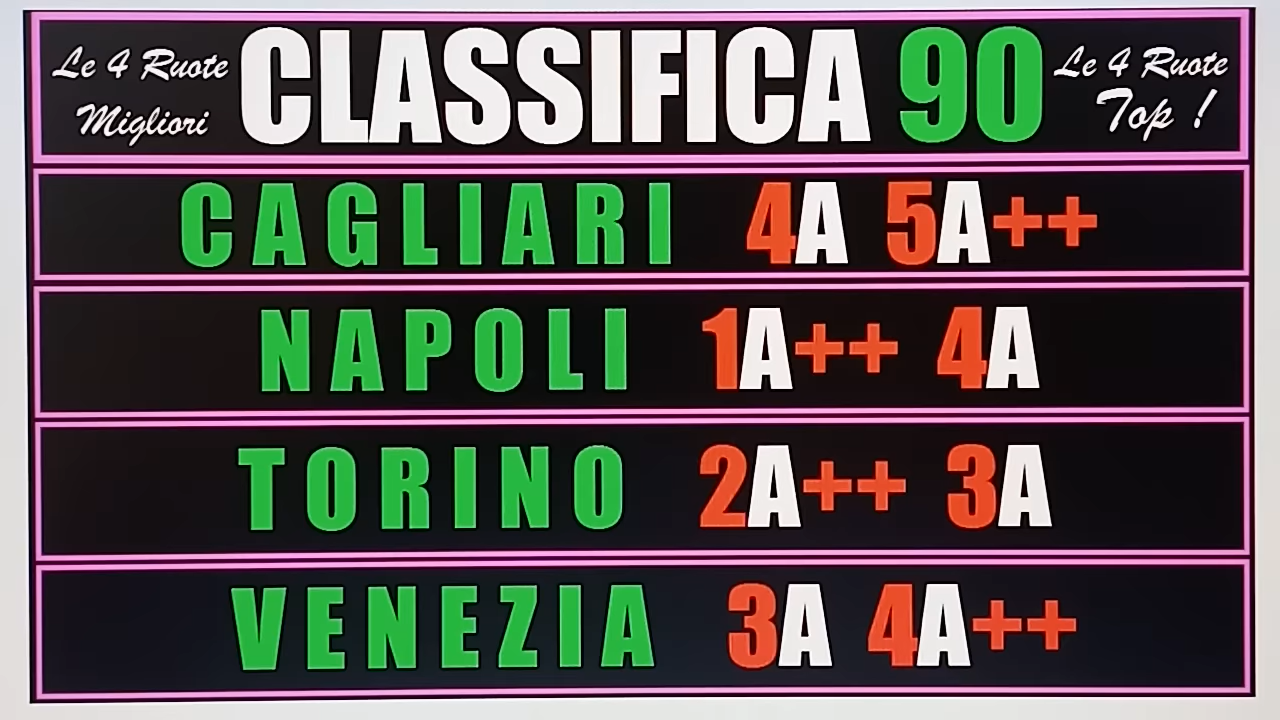 Le 4 Ruote Migliori
CLASSIFICA 90
Le 4 Ruote Top !
CAGLIARI 4A 5A++
NAPOLI 1A++ 4A
TORINO 2A++ 3A
VENEZIA 3A 4A++